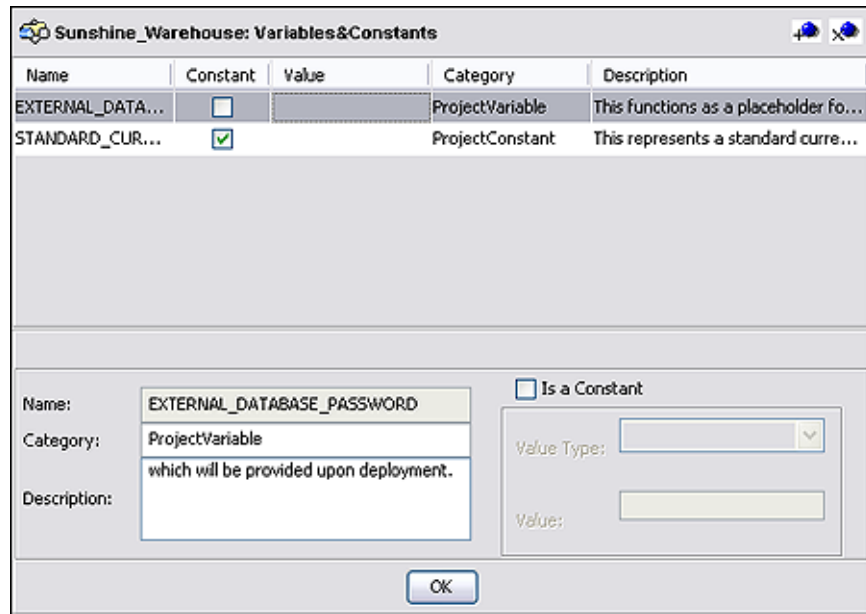 Sunshine_Warehouse: Variables&Constants
Name Constant Value Category Description
EXTERNAL_DATA... ProjectVariable This functions as a placeholder fo...
STANDARD_CUR... ProjectConstant This represents a standard curre...
Is a Constant
Name: EXTERNAL_DATABASE_PASSWORD
Category: ProjectVariable
Value Type:
which will be provided upon deployment.
Description:
Value:
OK